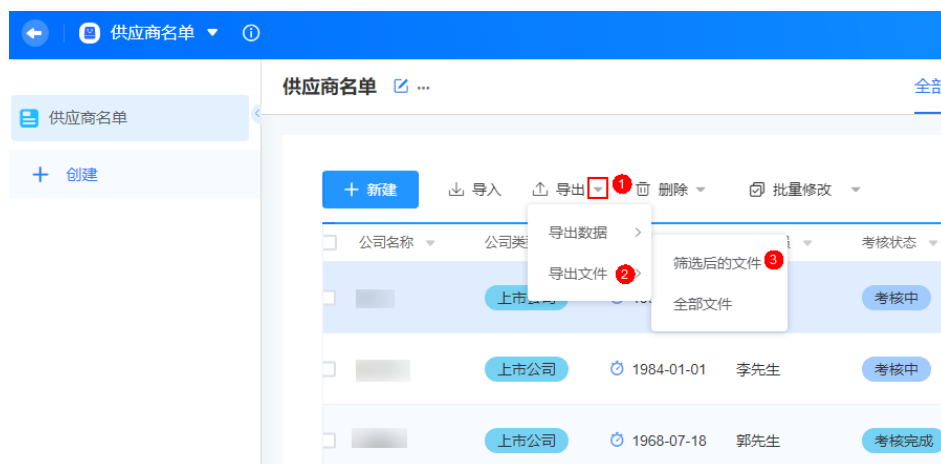 供应商名单
供应商名单 ...
全部
供应商名单
创建
新建 导入 导出 1 删除 批量修改
导出数据
公司名称 公司类 考核状态
筛选后的文件 3
导出文件 2
全部文件
上市公司 考核中
上市公司 1984-01-01 李先生 考核中
上市公司 1968-07-18 郭先生 考核完成